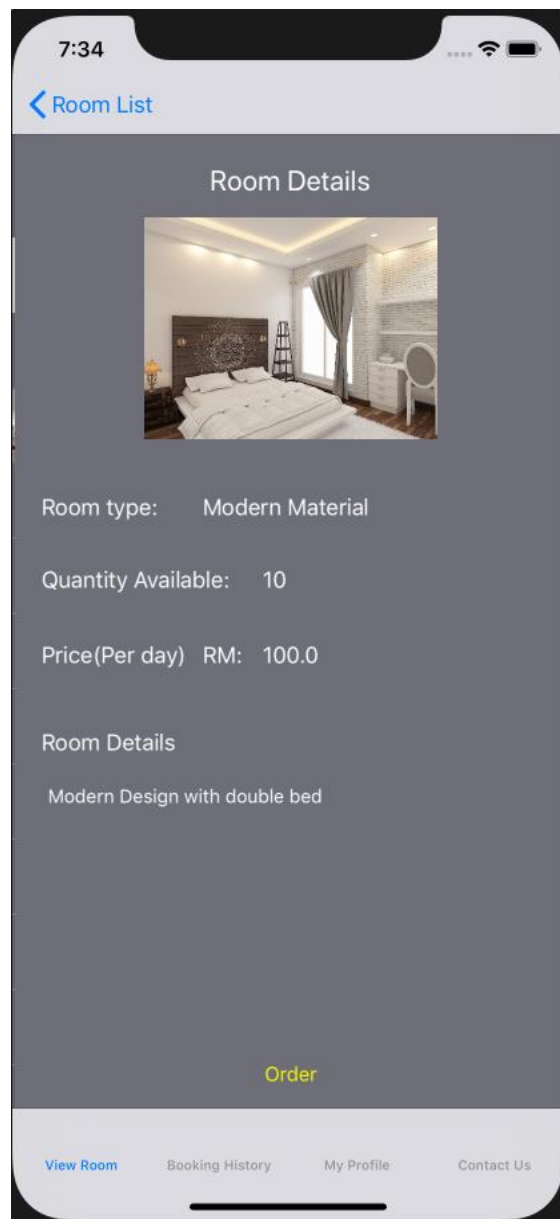 7:34
Room List
Room Details
Room type: Modern Material
Quantity Available: 10
Price(Per day) RM: 100.0
Room Details
Modern Design with double bed
Order
View Room Booking History My Profile Contact Us